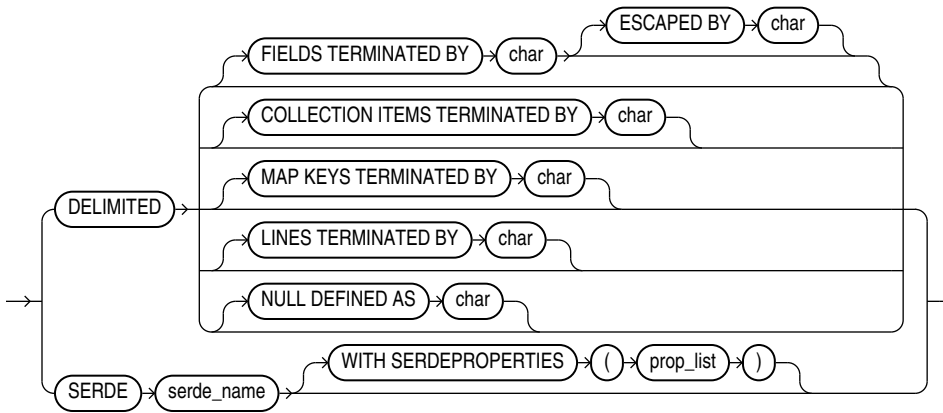 FIELDS TERMINATED BY char ESCAPED BY char
COLLECTION ITEMS TERMINATED BY char
MAP KEYS TERMINATED BY char
DELIMITED
LINES TERMINATED BY char
NULL DEFINED AS char
WITH SERDEPROPERTIES ( prop_list )
SERDE serde_name